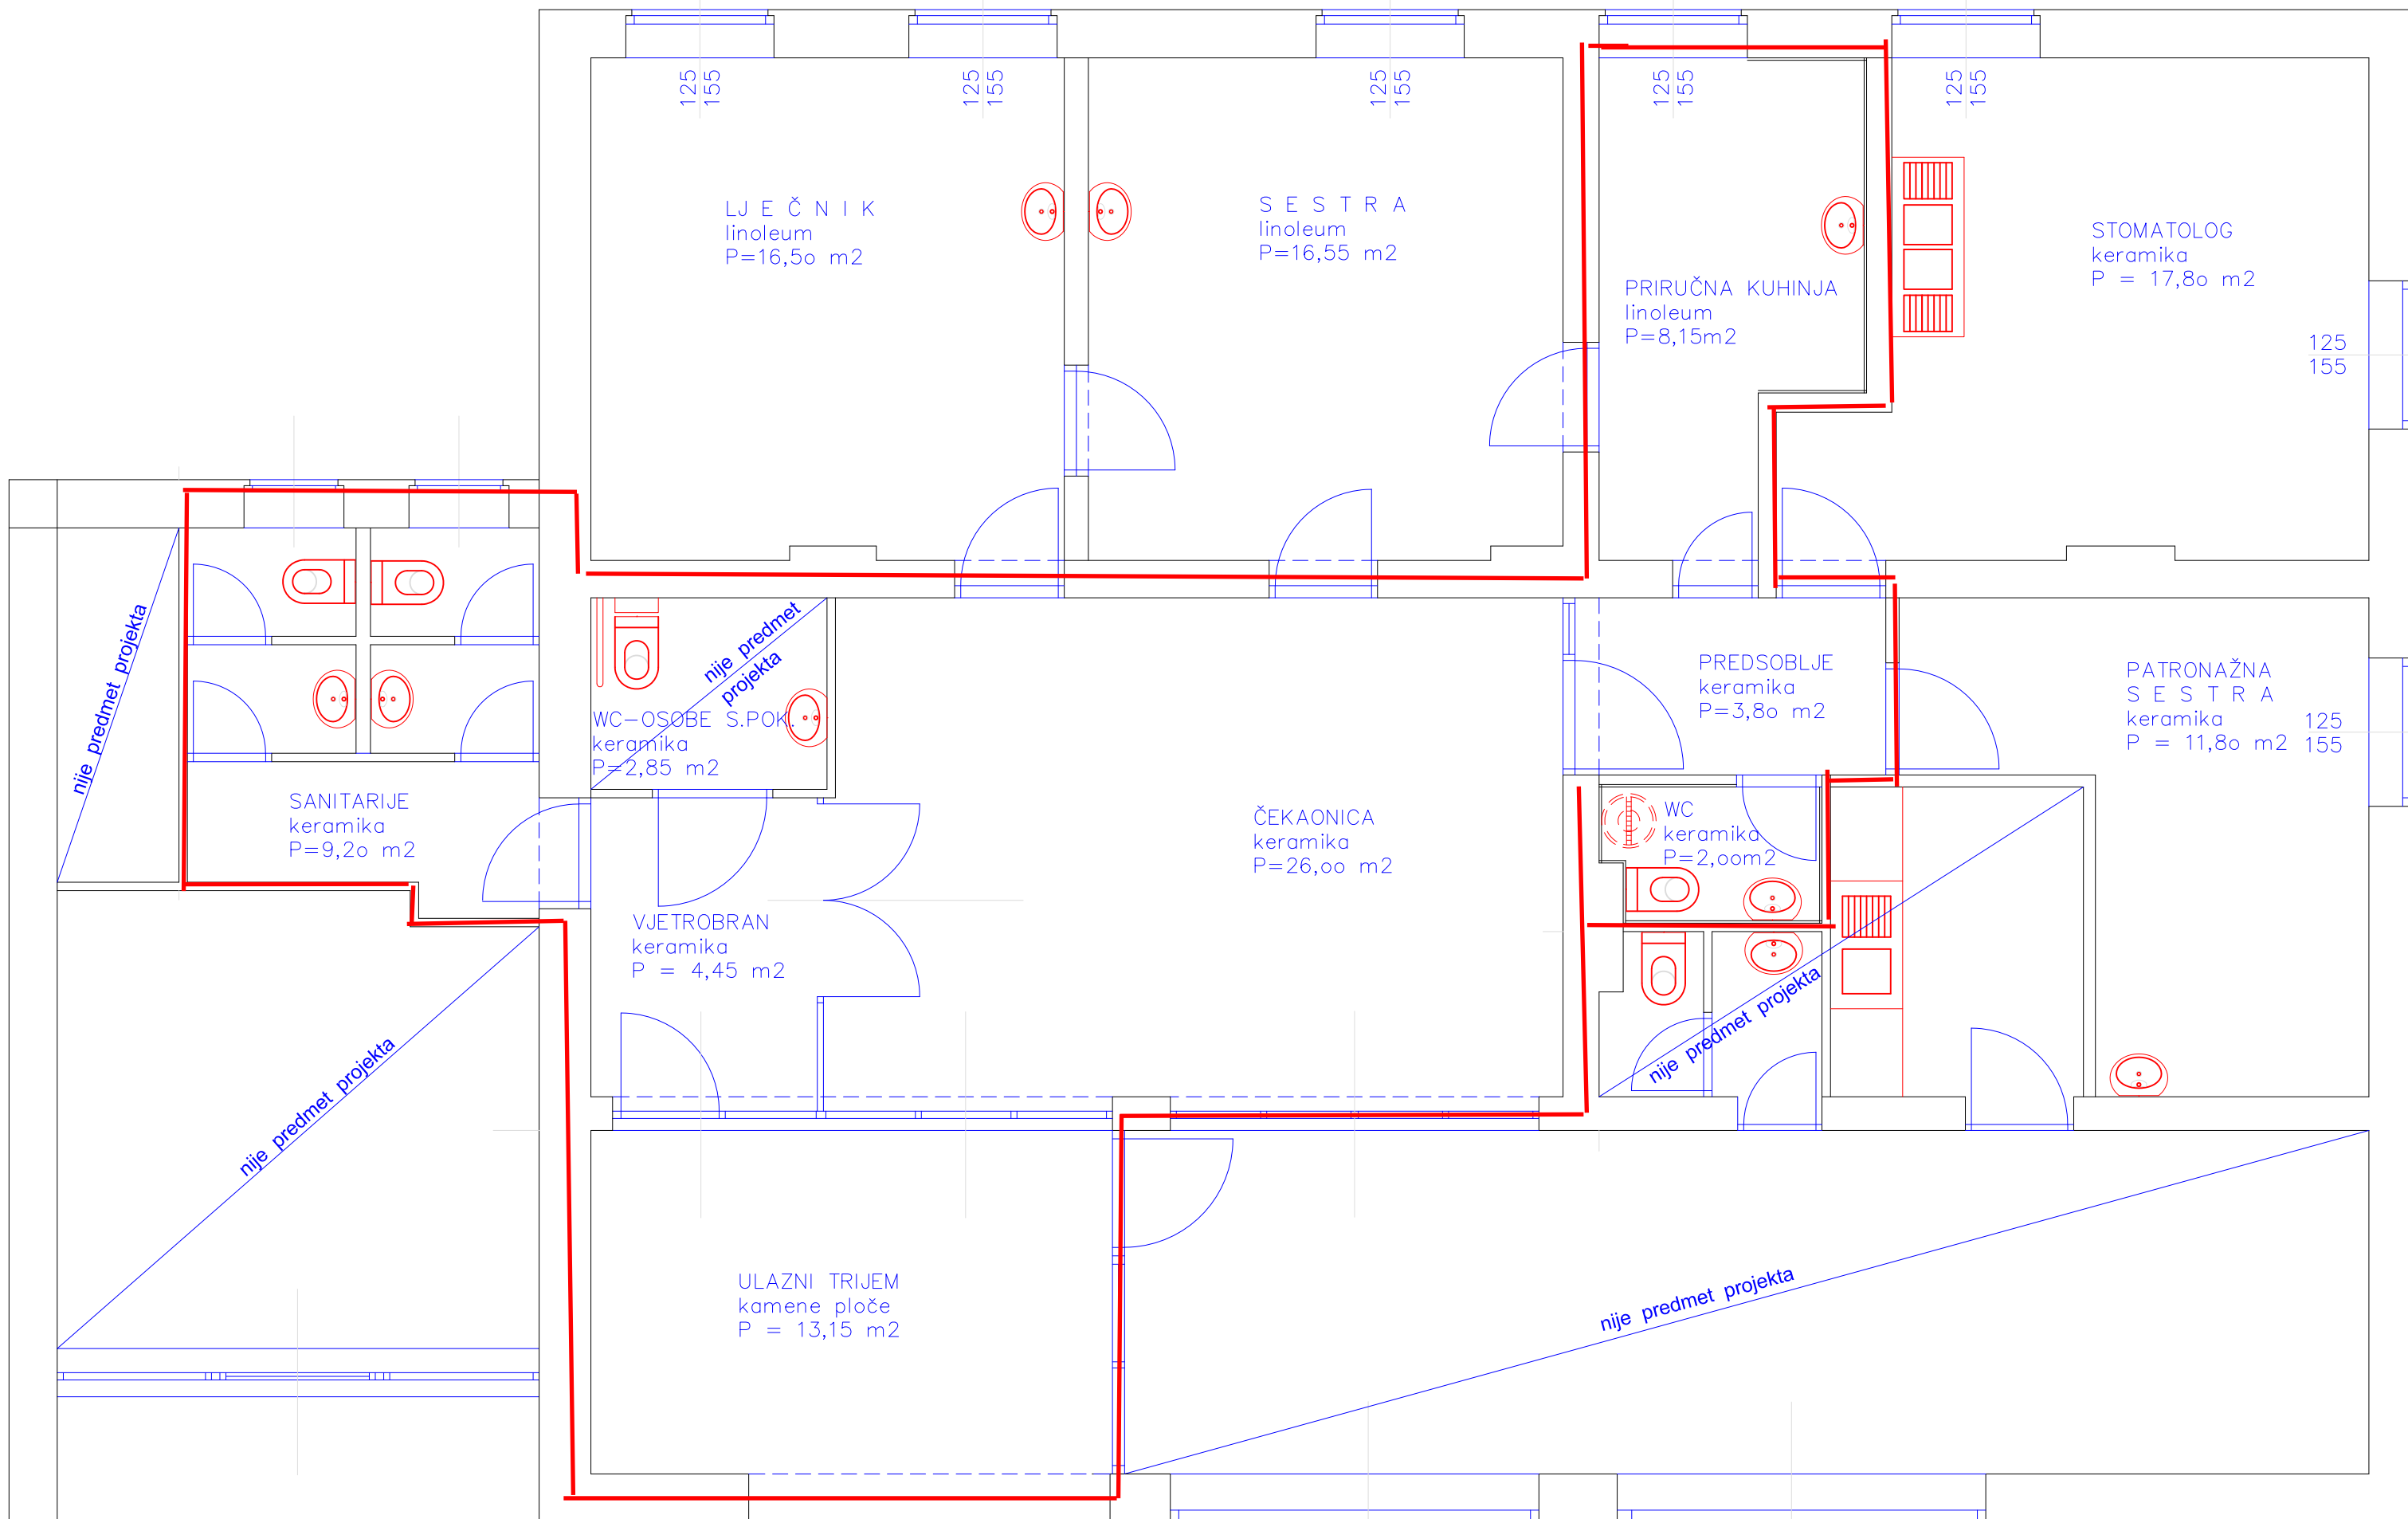 125
155
125
155
125
155
125
155
125
155
LJ E Č N I K
linoleum
P=16,5o m2
S E S T R A
linoleum
P=16,55 m2
PRIRUČNA KUHINJA
linoleum
P=8,15m2
STOMATOLOG
keramika
P = 17,8o m2
125
155
nije predmet projekta
nije predmet
projekta
WC-OSOBE S.POK.
keramika
P=2,85 m2
PREDSOBLJE
keramika
P=3,8o m2
PATRONAŽNA
S E S T R A
keramika
P = 11,8o m2
125
155
SANITARIJE
keramika
P=9,2o m2
ČEKAONICA
keramika
P=26,oo m2
WC
keramika
P=2,oom2
VJETROBRAN
keramika
P = 4,45 m2
nije predmet projekta
nije predmet projekta
ULAZNI TRIJEM
kamene ploče
P = 13,15 m2
nije predmet projekta